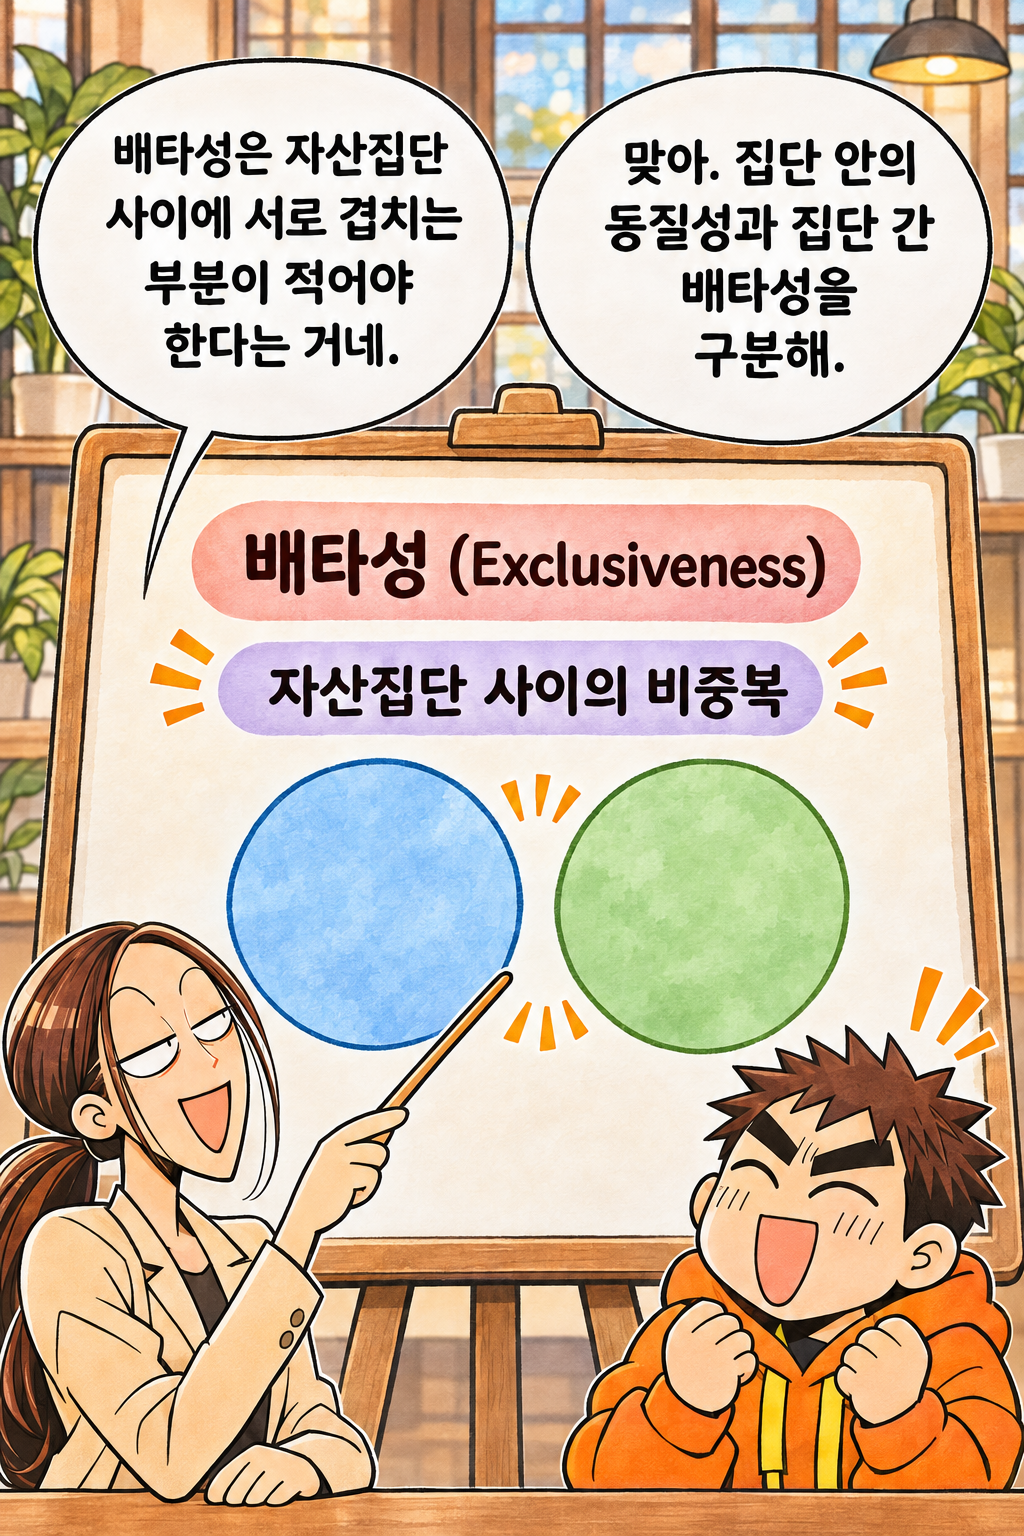 배타성은 자산집단
사이에 서로 겹치는
부분이 적어야
한다는 거네.
맞아. 집단 안의
동질성과 집단 간
배타성을
구분해.
배타성 (Exclusiveness)
자산집단 사이의 비중복